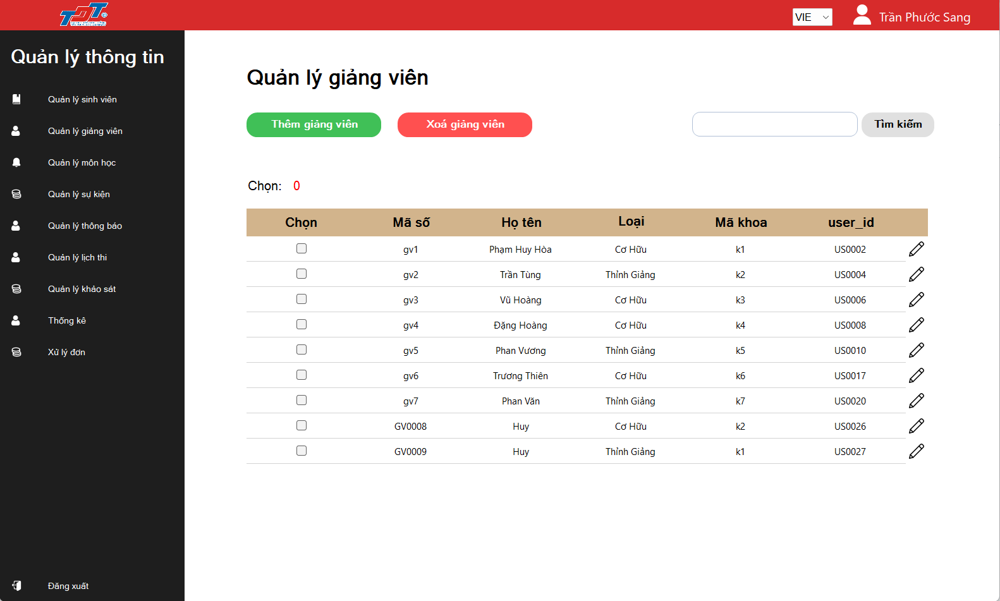 TDT
VIE
Trần Phước Sang
Quản lý thông tin
Quản lý sinh viên
Quản lý giảng viên
Quản lý môn học
Quản lý sự kiện
Quản lý thông báo
Quản lý lịch thi
Quản lý khảo sát
Thống kê
Xử lý đơn
Đăng xuất
Quản lý giảng viên
Thêm giảng viên Xoá giảng viên Tìm kiếm
Chọn: 0
Chọn Mã số Họ tên Loại Mã khoa user_id
gv1 Phạm Huy Hòa Cơ Hữu k1 US0002
gv2 Trần Tùng Thỉnh Giảng k2 US0004
gv3 Vũ Hoàng Cơ Hữu k3 US0006
gv4 Đặng Hoàng Cơ Hữu k4 US0008
gv5 Phan Vương Thỉnh Giảng k5 US0010
gv6 Trương Thiên Cơ Hữu k6 US0017
gv7 Phan Văn Thỉnh Giảng k7 US0020
GV0008 Huy Cơ Hữu k2 US0026
GV0009 Huy Thỉnh Giảng k1 US0027